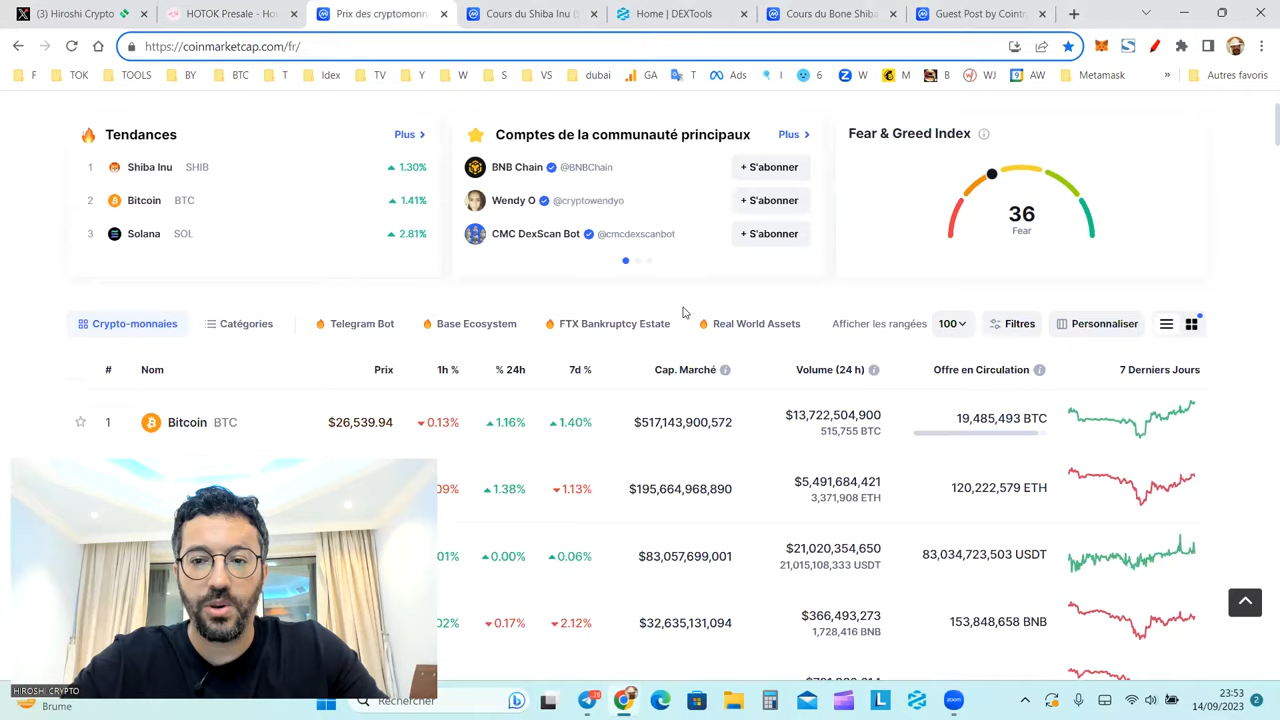 Hiroshi Crypto
HOTOK Presale - Hou
Prix des cryptomonn
Cours du Shiba Inu (
Home | DEXTools
Cours du Bone Shiba
Guest Post by Cointr
https://coinmarketcap.com/fr/
F
TOK
TOOLS
BY
BTC
T
Idex
TV
Y
W
S
VS
dubai
GA
T
Ads
I
6
W
M
B
WJ
AW
Metamask
»
Autres favoris
Tendances
Plus >
1 Shiba Inu SHIB 1.30%
2 Bitcoin BTC 1.41%
3 Solana SOL 2.81%
Comptes de la communauté principaux
Plus >
BNB Chain @BNBChain + S'abonner
Wendy O @cryptowendyo + S'abonner
CMC DexScan Bot @cmcdexscanbot + S'abonner
Fear & Greed Index
36
Fear
Crypto-monnaies
Catégories
Telegram Bot
Base Ecosystem
FTX Bankruptcy Estate
Real World Assets
Afficher les rangées
100
Filtres
Personnaliser
# Nom Prix 1h % % 24h 7d % Cap. Marché Volume (24 h) Offre en Circulation 7 Derniers Jours
1 Bitcoin BTC $26,539.94 0.13% 1.16% 1.40% $517,143,900,572 $13,722,504,900 19,485,493 BTC
515,755 BTC
09% 1.38% 1.13% $195,664,968,890 $5,491,684,421 120,222,579 ETH
3,371,908 ETH
01% 0.00% 0.06% $83,057,699,001 $21,020,354,650 83,034,723,503 USDT
21,015,108,333 USDT
02% 0.17% 2.12% $32,635,131,094 $366,493,273 153,848,658 BNB
1,728,416 BNB
HIROSHI CRYPTO
Brume
Rechercher
23:53
14/09/2023
2